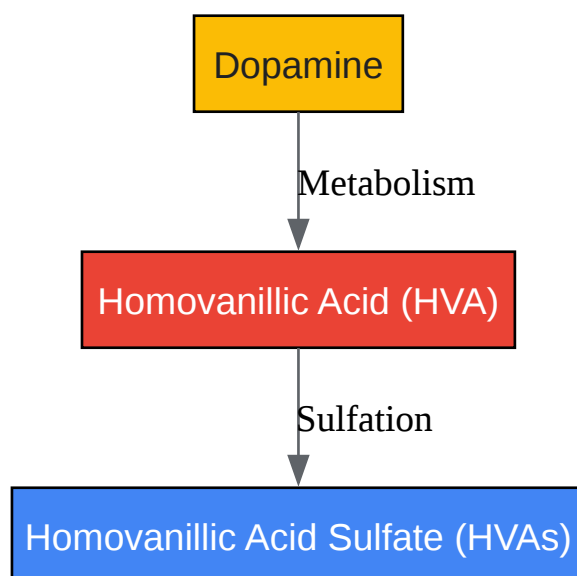 Dopamine
Metabolism
Homovanillic Acid (HVA)
Sulfation
Homovanillic Acid Sulfate (HVAs)